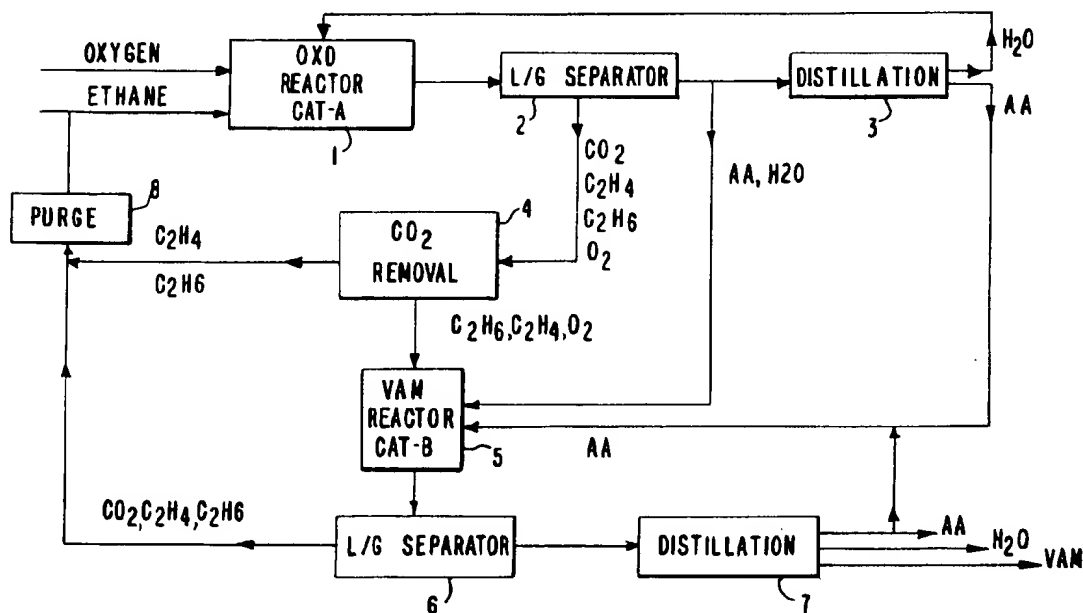 OXYGEN
ETHANE
OXD
REACTOR
CAT-A
1
L/G SEPARATOR
2
DISTILLATION
3
H2O
AA
CO2
C2H4
C2H6
O2
AA, H2O
PURGE
8
C2H4
C2H6
CO2
REMOVAL
4
C2H6,C2H4,O2
VAM
REACTOR
CAT-B
5
AA
CO2,C2H4,C2H6
L/G SEPARATOR
6
DISTILLATION
7
AA
H2O
VAM